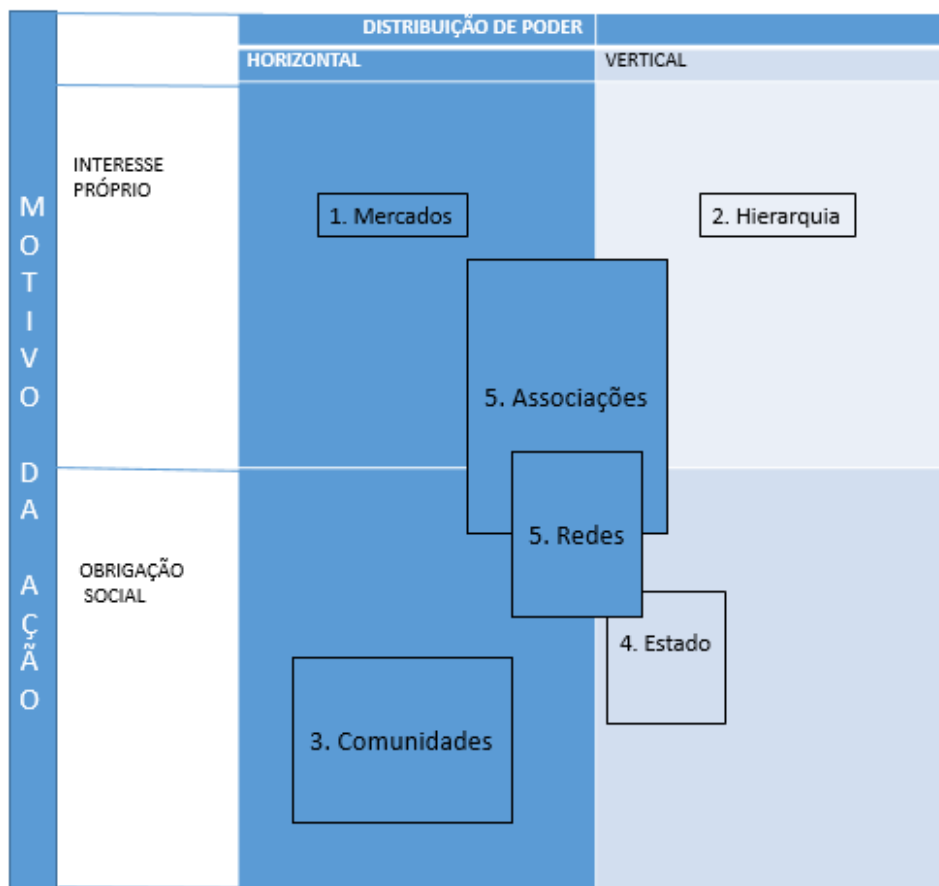 DISTRIBUIÇÃO DE PODER
HORIZONTAL
VERTICAL
MOTIVO DA AÇÃO
INTERESSE
PRÓPRIO
1. Mercados
2. Hierarquia
5. Associações
5. Redes
OBRIGAÇÃO
SOCIAL
4. Estado
3. Comunidades